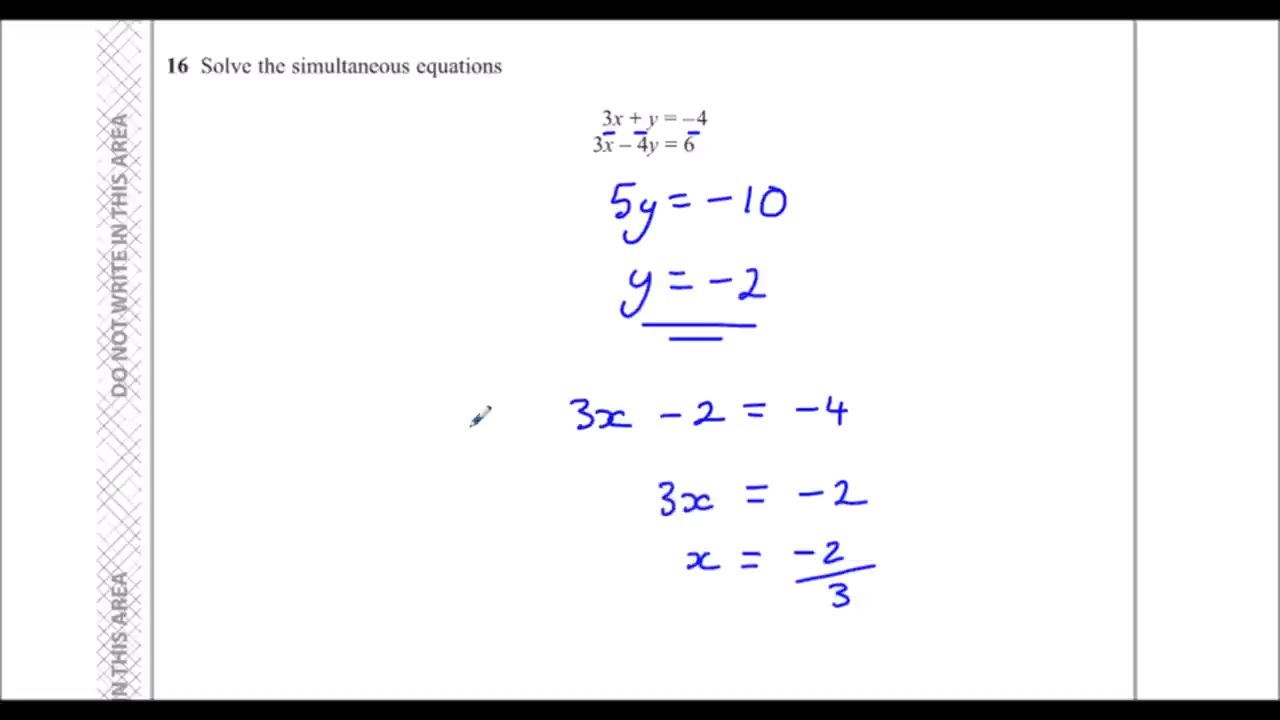 DO NOT WRITE IN THIS AREA
N THIS AREA
16 Solve the simultaneous equations
3x + y = −4
3x − 4y = 6
5y = −10
y = −2
3x − 2 = −4
3x = −2
x = −2/3